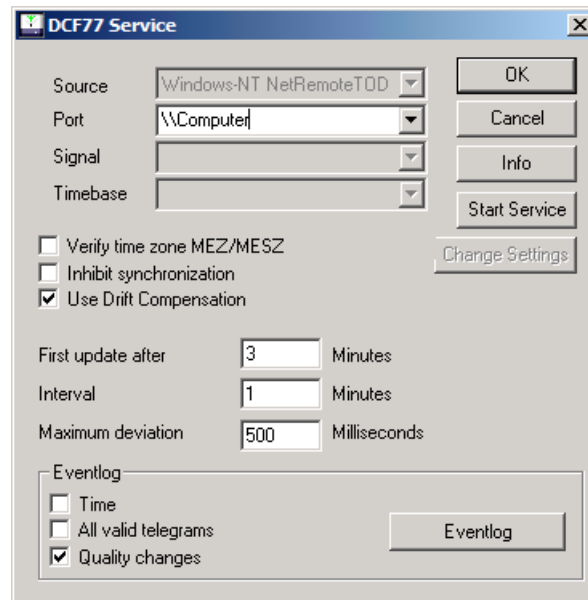 DCF77 Service
Source Windows-NT NetRemoteTOD OK
Port \\Computer Cancel
Signal Info
Timebase Start Service
Verify time zone MEZ/MESZ Change Settings
Inhibit synchronization
Use Drift Compensation
First update after 3 Minutes
Interval 1 Minutes
Maximum deviation 500 Milliseconds
Eventlog
Time
All valid telegrams Eventlog
Quality changes